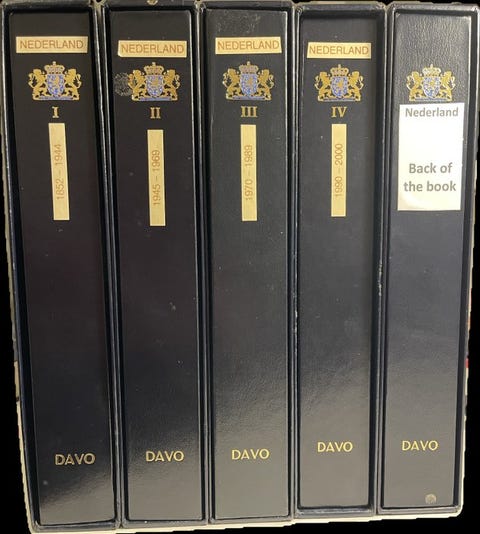 NEDERLAND
I
1852 - 1944
DAVO
NEDERLAND
II
1945 - 1969
DAVO
NEDERLAND
III
1970 - 1989
DAVO
NEDERLAND
IV
1990 - 2000
DAVO
Nederland
Back of
the book
DAVO